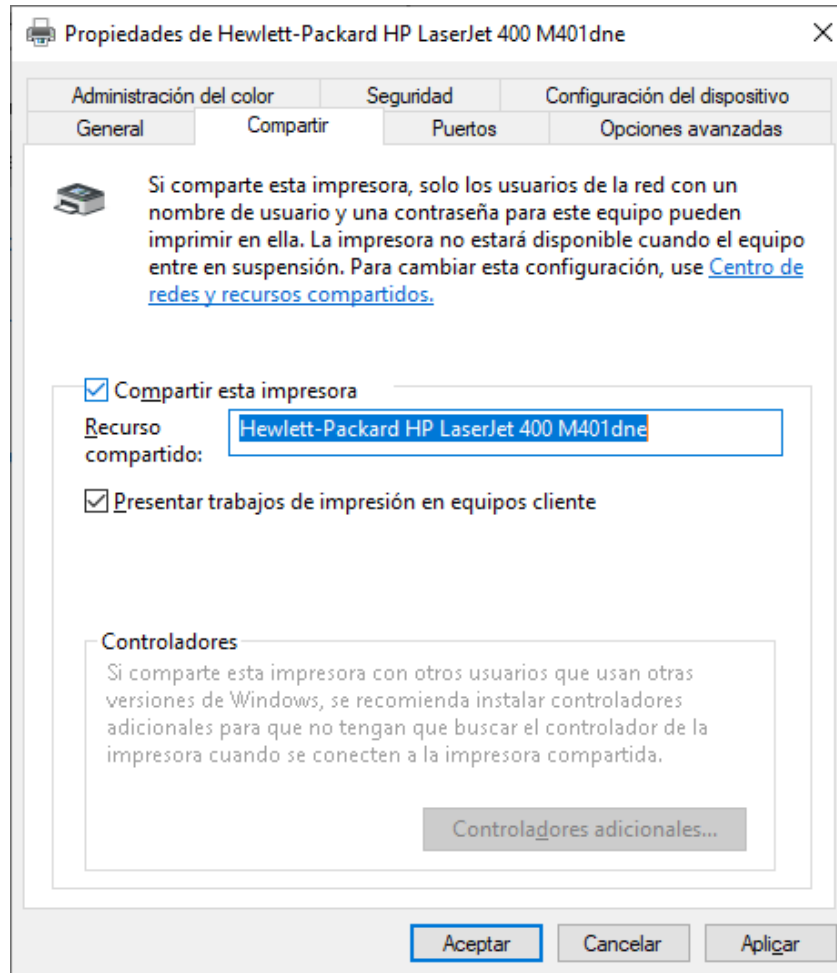 Propiedades de Hewlett-Packard HP LaserJet 400 M401dne
Administración del color
Seguridad
Configuración del dispositivo
General
Compartir
Puertos
Opciones avanzadas
Si comparte esta impresora, solo los usuarios de la red con un
nombre de usuario y una contraseña para este equipo pueden
imprimir en ella. La impresora no estará disponible cuando el equipo
entre en suspensión. Para cambiar esta configuración, use Centro de
redes y recursos compartidos.
Compartir esta impresora
Recurso
compartido:
Hewlett-Packard HP LaserJet 400 M401dne
Presentar trabajos de impresión en equipos cliente
Controladores
Si comparte esta impresora con otros usuarios que usan otras
versiones de Windows, se recomienda instalar controladores
adicionales para que no tengan que buscar el controlador de la
impresora cuando se conecten a la impresora compartida.
Controladores adicionales...
Aceptar
Cancelar
Aplicar